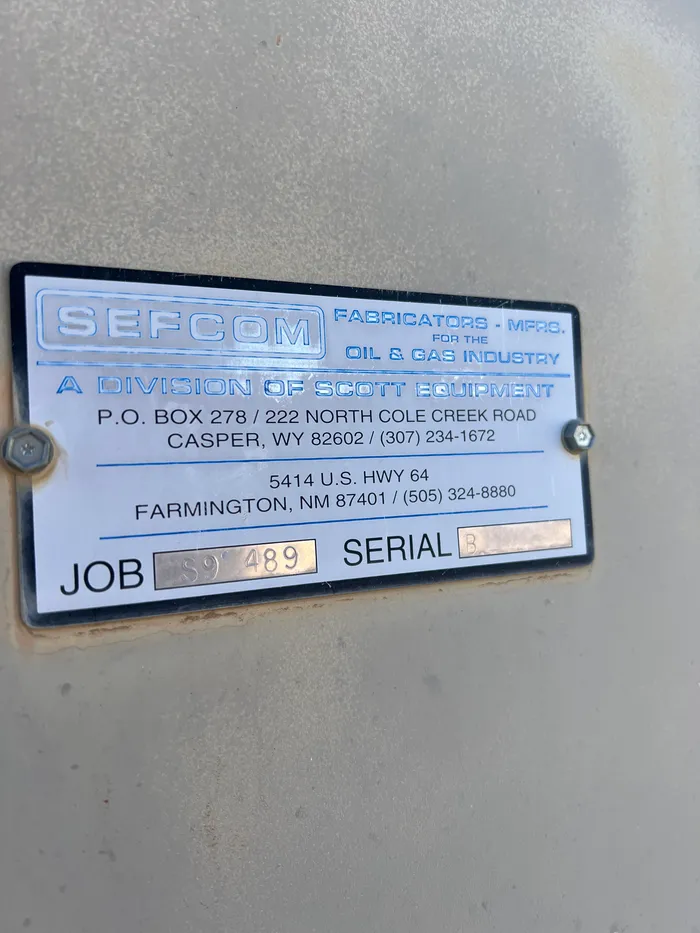 SEFCOM
FABRICATORS - MFRS.
FOR THE
OIL & GAS INDUSTRY
A DIVISION OF SCOTT EQUIPMENT
P.O. BOX 278 / 222 NORTH COLE CREEK ROAD
CASPER, WY 82602 / (307) 234-1672
5414 U.S. HWY 64
FARMINGTON, NM 87401 / (505) 324-8880
JOB 489 SERIAL B